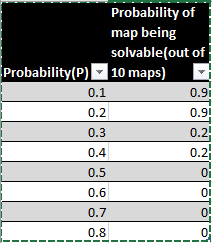 Probability of
map being
solvable(out of
Probability(P) 10 maps)
0.1 0.9
0.2 0.9
0.3 0.2
0.4 0.2
0.5 0
0.6 0
0.7 0
0.8 0